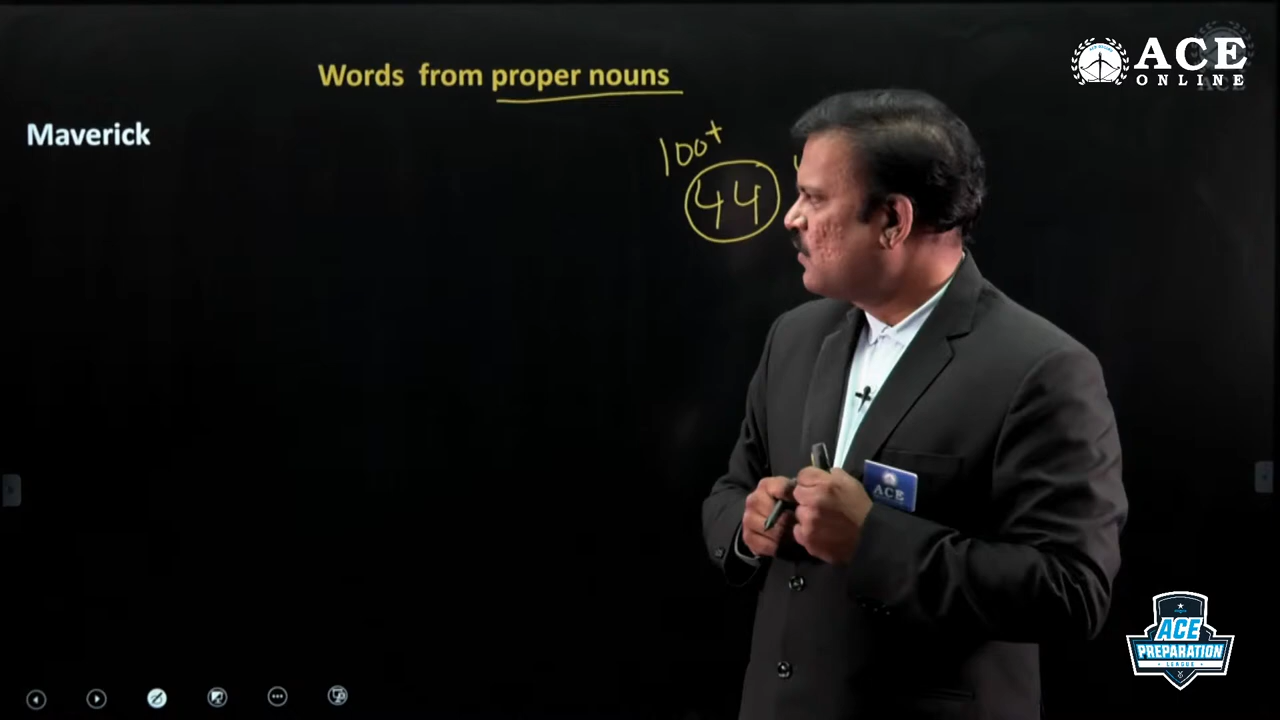 Words from proper nouns
Maverick
100+
44
ACE
ONLINE
ACE
ACE
PREPARATION
LEAGUE